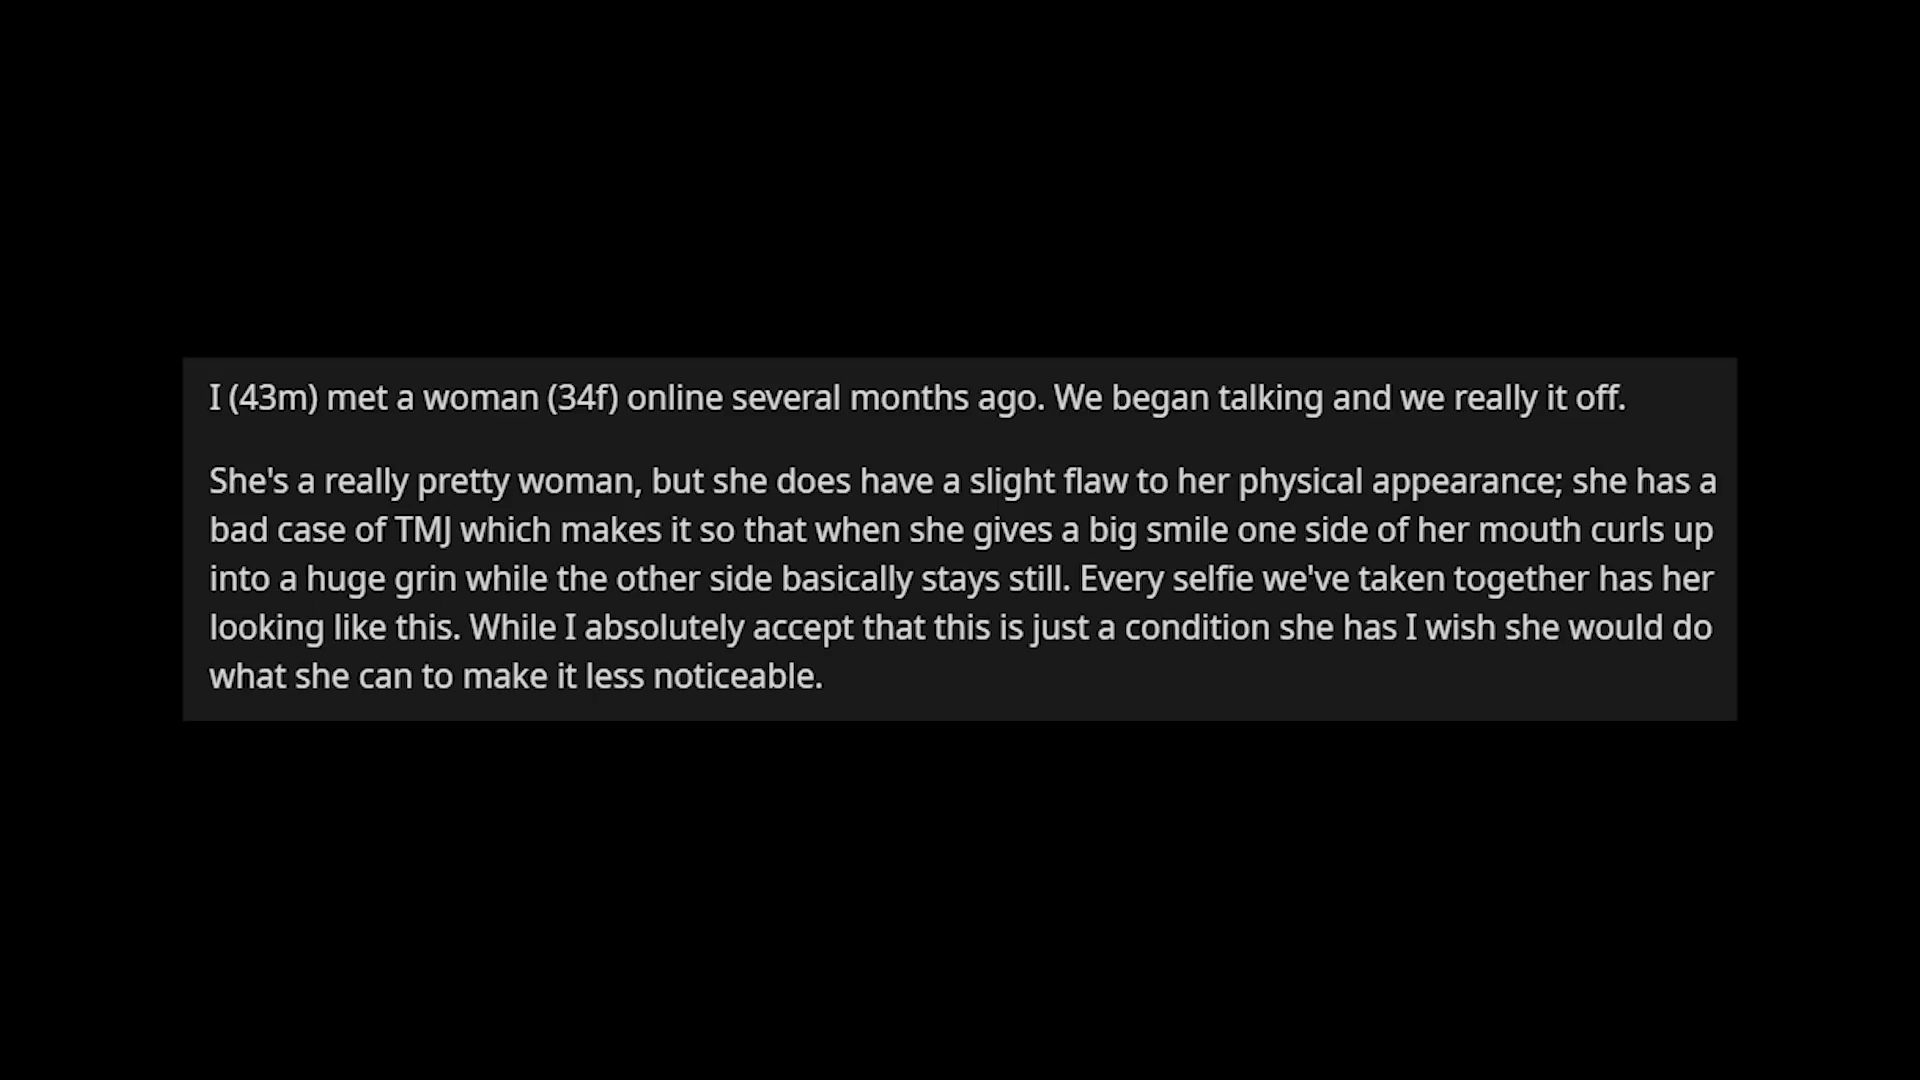 I (43m) met a woman (34f) online several months ago. We began talking and we really it off.
She's a really pretty woman, but she does have a slight flaw to her physical appearance; she has a
bad case of TMJ which makes it so that when she gives a big smile one side of her mouth curls up
into a huge grin while the other side basically stays still. Every selfie we've taken together has her
looking like this. While I absolutely accept that this is just a condition she has I wish she would do
what she can to make it less noticeable.